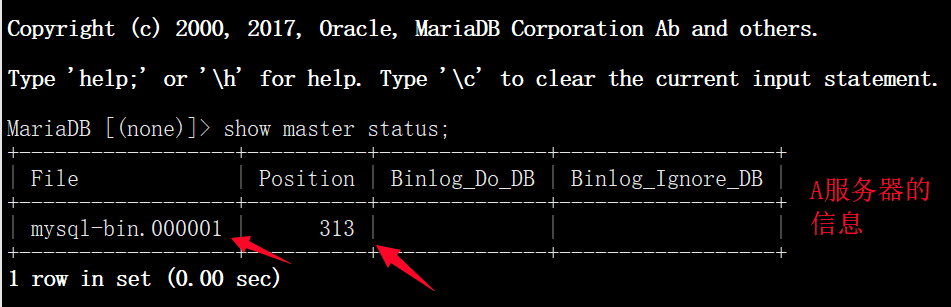 Copyright (c) 2000, 2017, Oracle, MariaDB Corporation Ab and others.
Type 'help;' or '\h' for help. Type '\c' to clear the current input statement.
MariaDB [(none)]> show master status;
+------------------+----------+--------------+------------------+
| File | Position | Binlog_Do_DB | Binlog_Ignore_DB |
+------------------+----------+--------------+------------------+
| mysql-bin.000001 | 313 | | |
+------------------+----------+--------------+------------------+
1 row in set (0.00 sec)
A服务器的
信息